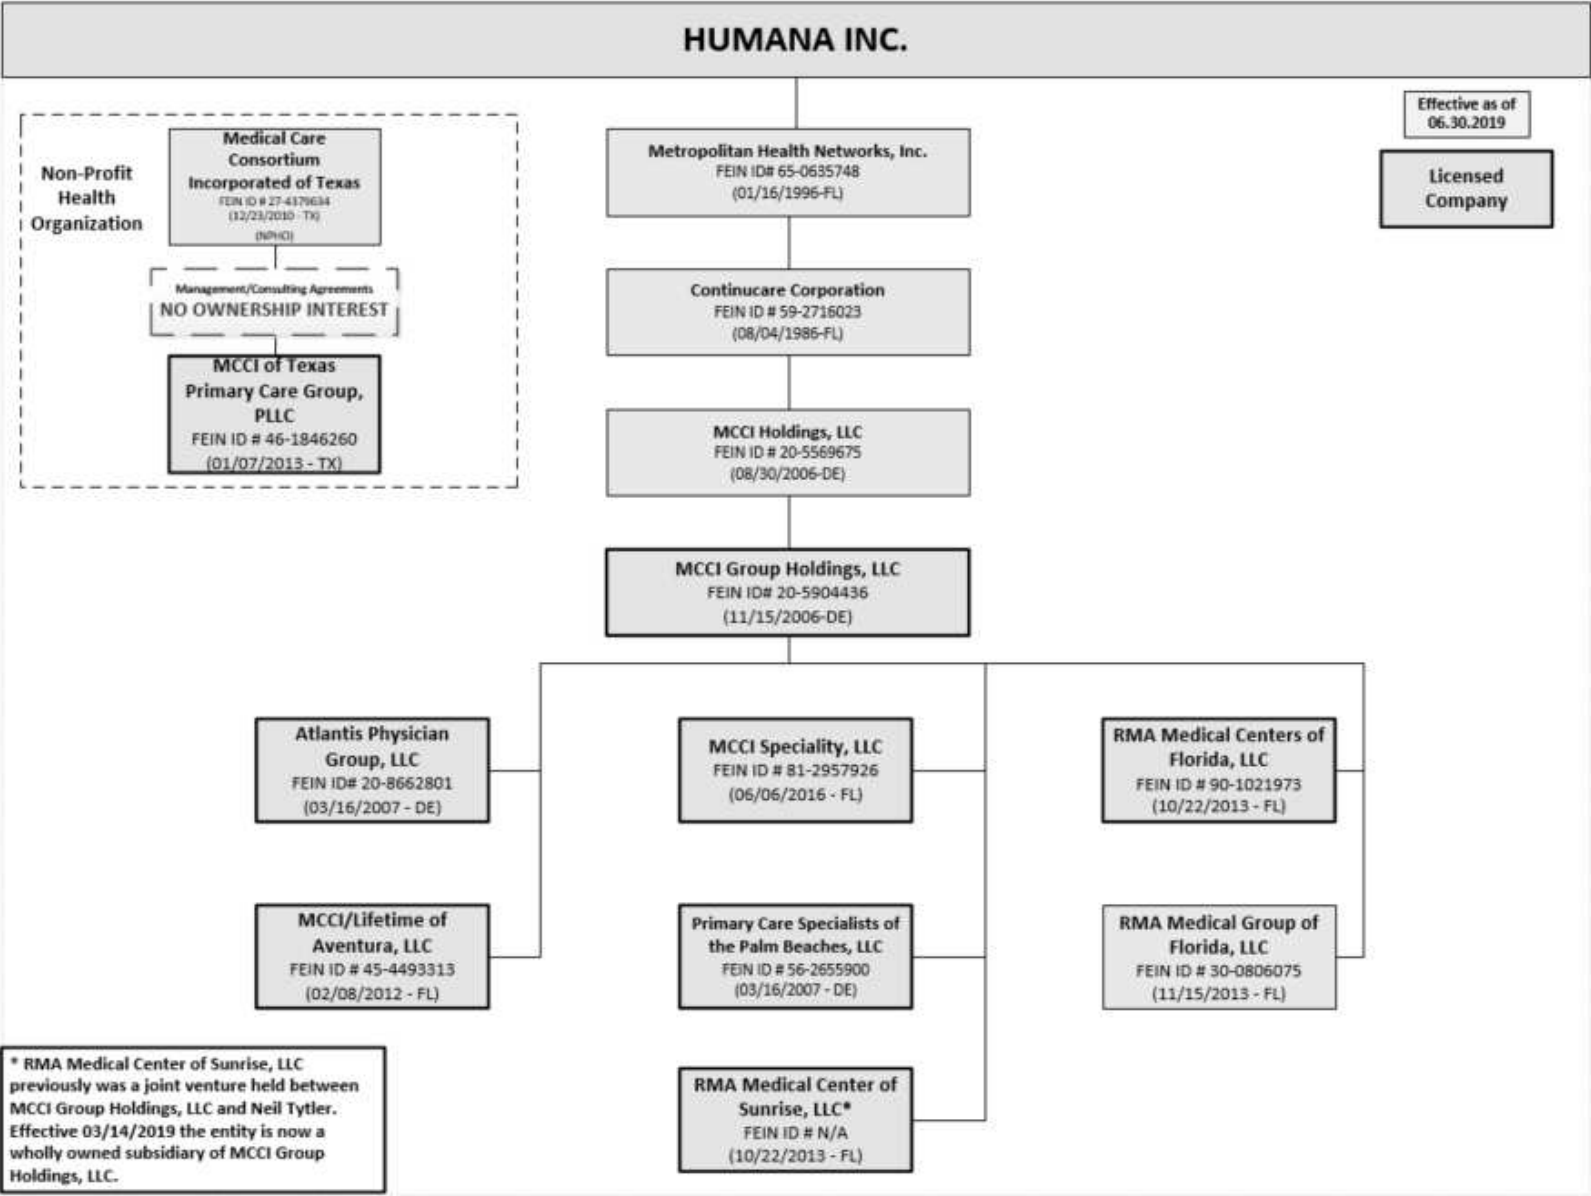 HUMANA INC.
Effective as of
06.30.2019
Licensed
Company
Non-Profit
Health
Organization
Medical Care
Consortium
Incorporated of Texas
FEIN ID # 27-4379634
(12/23/2010 - TX)
(NPHO)
Management/Consulting Agreements
NO OWNERSHIP INTEREST
MCCI of Texas
Primary Care Group,
PLLC
FEIN ID # 46-1846260
(01/07/2013 - TX)
Metropolitan Health Networks, Inc.
FEIN ID# 65-0635748
(01/16/1996-FL)
Continucare Corporation
FEIN ID # 59-2716023
(08/04/1986-FL)
MCCI Holdings, LLC
FEIN ID # 20-5569675
(08/30/2006-DE)
MCCI Group Holdings, LLC
FEIN ID# 20-5904436
(11/15/2006-DE)
Atlantis Physician
Group, LLC
FEIN ID# 20-8662801
(03/16/2007 - DE)
MCCI Speciality, LLC
FEIN ID # 81-2957926
(06/06/2016 - FL)
RMA Medical Centers of
Florida, LLC
FEIN ID # 90-1021973
(10/22/2013 - FL)
MCCI/Lifetime of
Aventura, LLC
FEIN ID # 45-4493313
(02/08/2012 - FL)
Primary Care Specialists of
the Palm Beaches, LLC
FEIN ID # 56-2655900
(03/16/2007 - DE)
RMA Medical Group of
Florida, LLC
FEIN ID # 30-0806075
(11/15/2013 - FL)
RMA Medical Center of
Sunrise, LLC*
FEIN ID # N/A
(10/22/2013 - FL)
* RMA Medical Center of Sunrise, LLC
previously was a joint venture held between
MCCI Group Holdings, LLC and Neil Tytler.
Effective 03/14/2019 the entity is now a
wholly owned subsidiary of MCCI Group
Holdings, LLC.